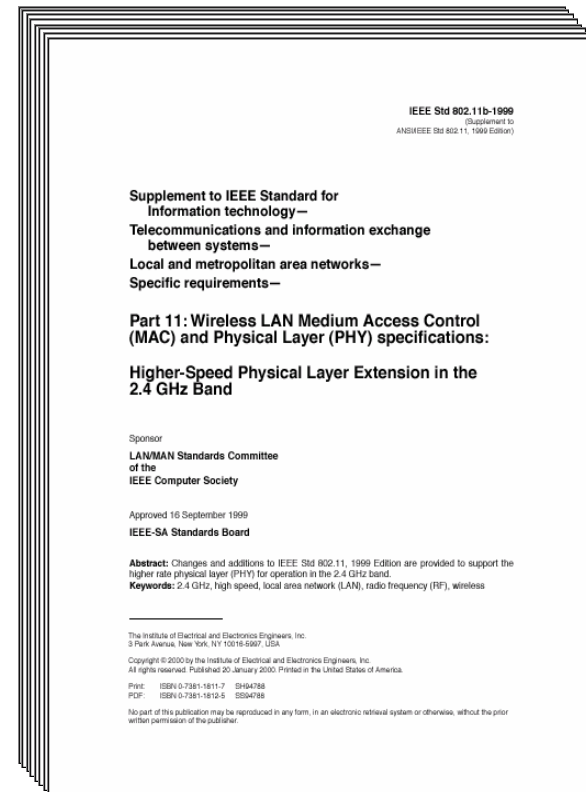 IEEE Std 802.11b-1999
(Supplement to
ANSI/IEEE Std 802.11, 1999 Edition)
Supplement to IEEE Standard for
Information technology—
Telecommunications and information exchange
between systems—
Local and metropolitan area networks—
Specific requirements—
Part 11: Wireless LAN Medium Access Control
(MAC) and Physical Layer (PHY) specifications:
Higher-Speed Physical Layer Extension in the
2.4 GHz Band
Sponsor
LAN/MAN Standards Committee
of the
IEEE Computer Society
Approved 16 September 1999
IEEE-SA Standards Board
Abstract: Changes and additions to IEEE Std 802.11, 1999 Edition are provided to support the
higher rate physical layer (PHY) for operation in the 2.4 GHz band.
Keywords: 2.4 GHz, high speed, local area network (LAN), radio frequency (RF), wireless
The Institute of Electrical and Electronics Engineers, Inc.
3 Park Avenue, New York, NY 10016-5997, USA
Copyright © 2000 by the Institute of Electrical and Electronics Engineers, Inc.
All rights reserved. Published 20 January 2000. Printed in the United States of America.
Print: ISBN 0-7381-1811-7 SH94788
PDF: ISBN 0-7381-1812-5 SS94788
No part of this publication may be reproduced in any form, in an electronic retrieval system or otherwise, without the prior
written permission of the publisher.